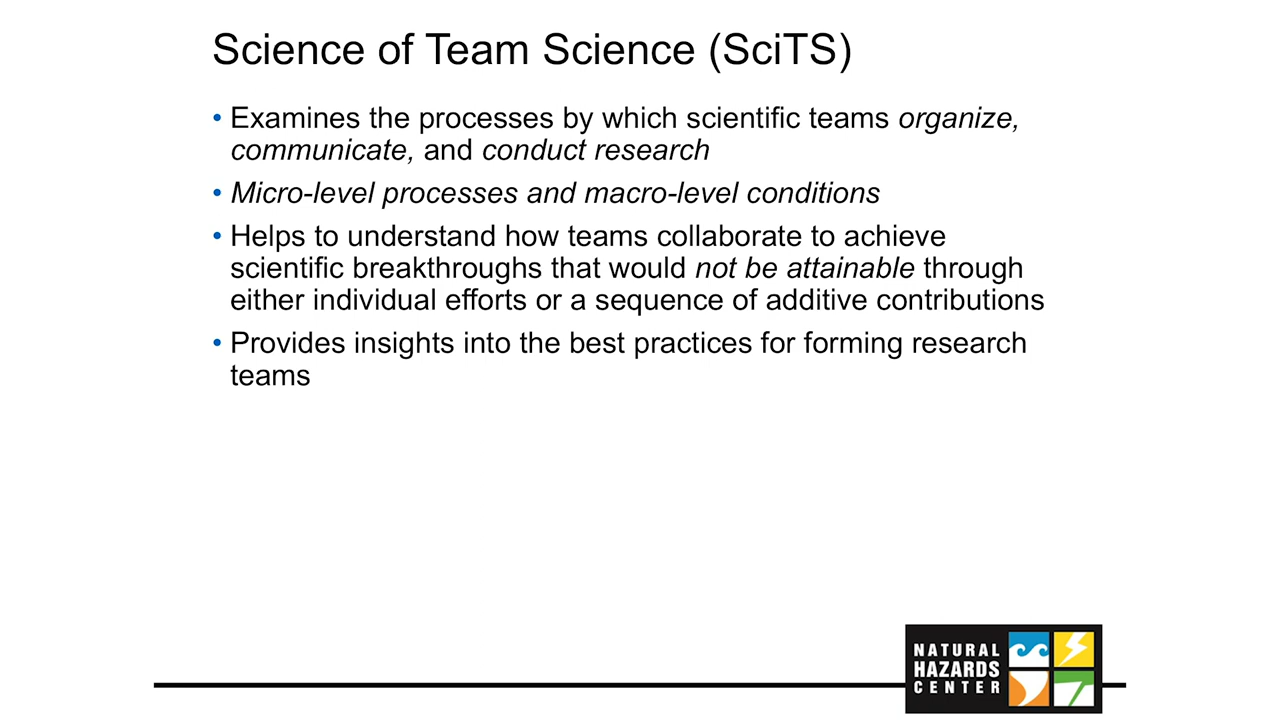 Science of Team Science (SciTS)
• Examines the processes by which scientific teams organize,
communicate, and conduct research
• Micro-level processes and macro-level conditions
• Helps to understand how teams collaborate to achieve
scientific breakthroughs that would not be attainable through
either individual efforts or a sequence of additive contributions
• Provides insights into the best practices for forming research
teams
NATURAL
HAZARDS
CENTER